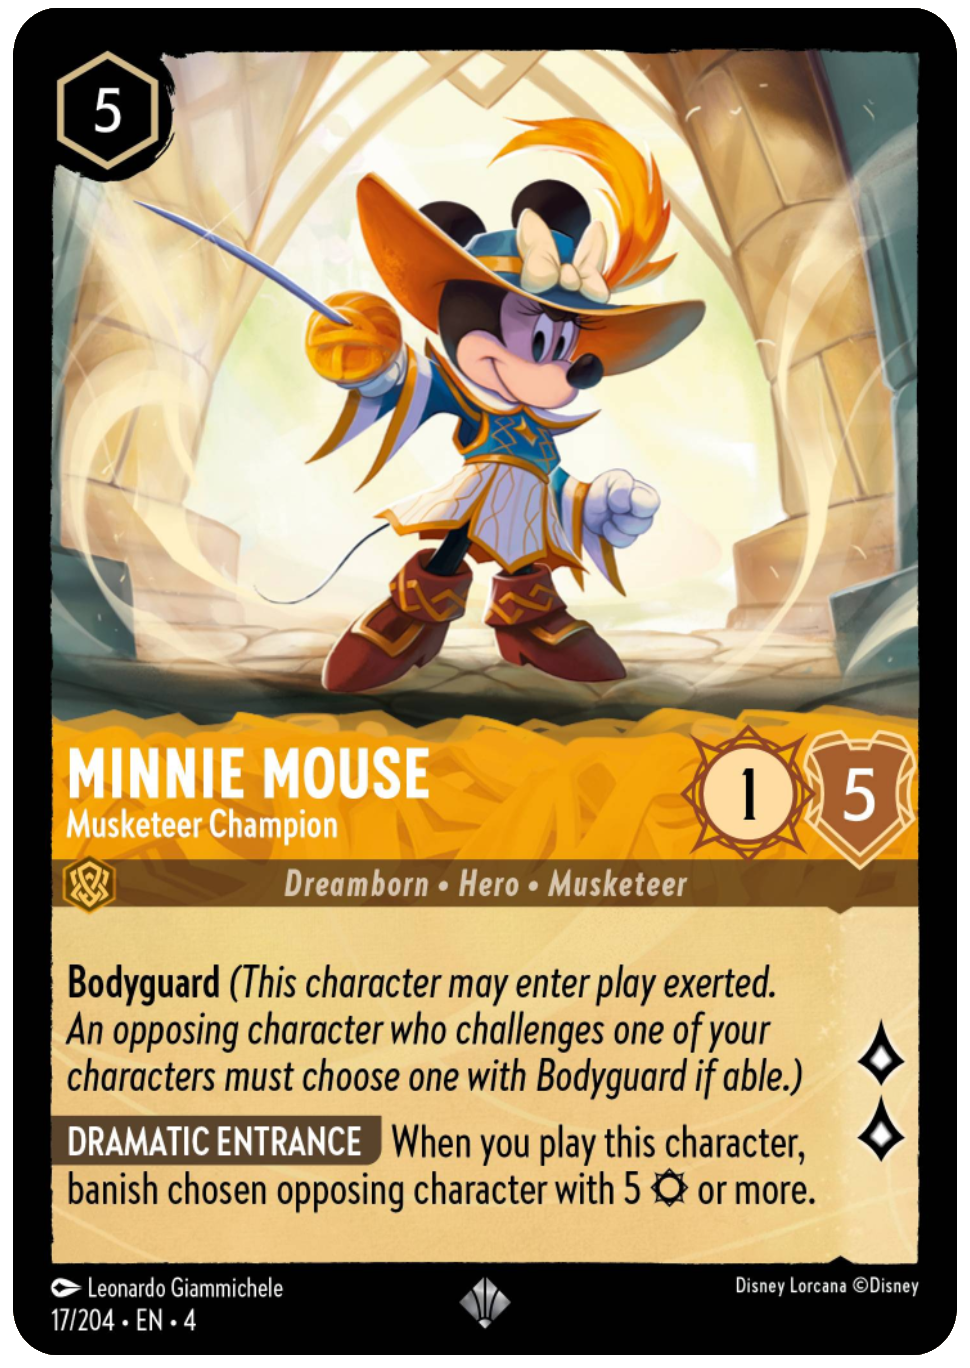 5
MINNIE MOUSE
Musketeer Champion
1
5
Dreamborn • Hero • Musketeer
Bodyguard (This character may enter play exerted.
An opposing character who challenges one of your
characters must choose one with Bodyguard if able.)
DRAMATIC ENTRANCE When you play this character,
banish chosen opposing character with 5 or more.
Leonardo Giammichele
17/204 • EN • 4
Disney Lorcana ©Disney